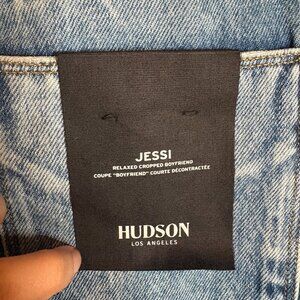 JESSI
RELAXED CROPPED BOYFRIEND
COUPE "BOYFRIEND" COURTE DÉCONTRACTÉE
HUDSON
LOS ANGELES